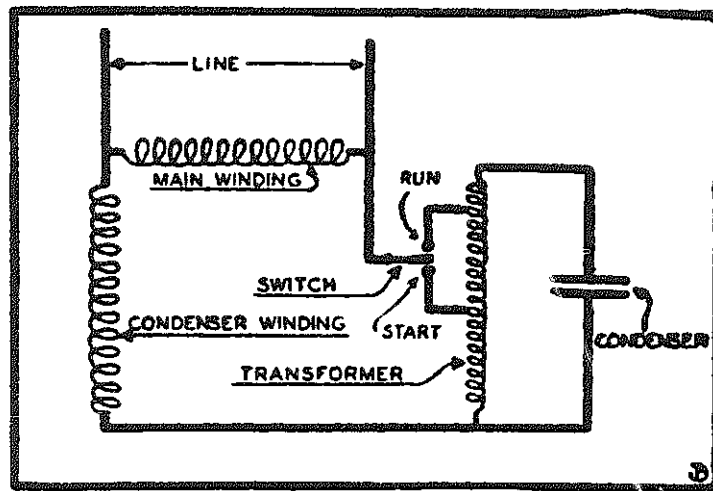 LINE
MAIN WINDING
RUN
SWITCH
CONDENSER WINDING
START
CONDENSER
TRANSFORMER